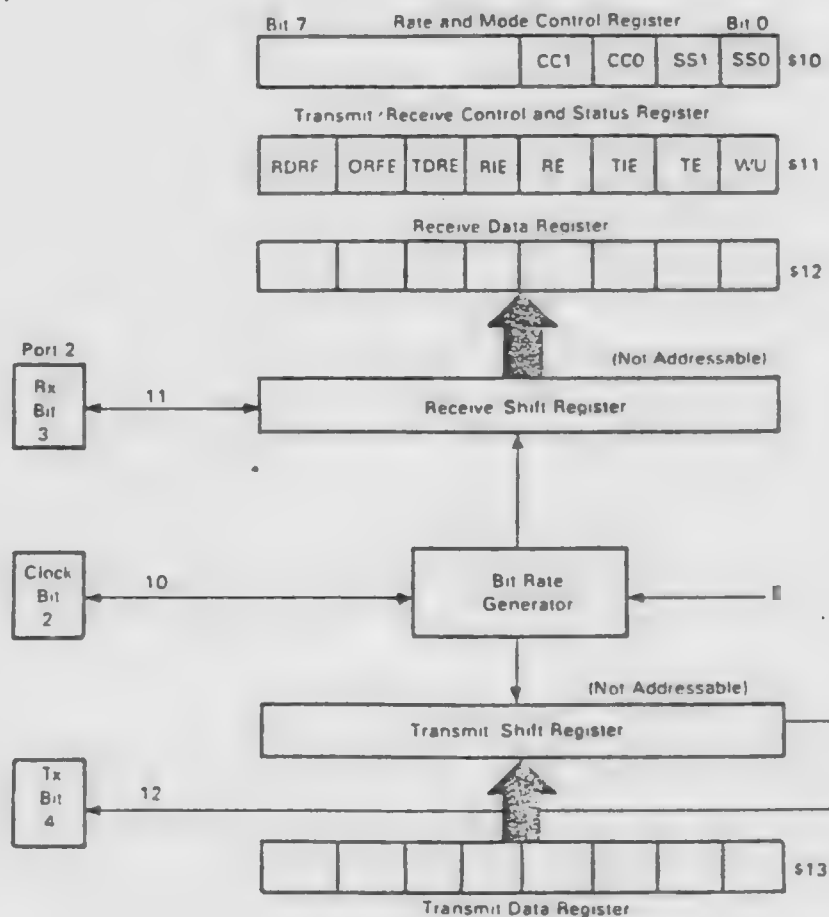 Bit 7 Rate and Mode Control Register Bit 0
CC1 CC0 SS1 SS0 $10
Transmit/Receive Control and Status Register
RDRF ORFE TDRE RIE RE TIE TE WU $11
Receive Data Register
$12
Port 2
(Not Addressable)
Rx
Bit
3
11
Receive Shift Register
Clock
Bit
2
10
Bit Rate
Generator
E
(Not Addressable)
Transmit Shift Register
Tx
Bit
4
12
$13
Transmit Data Register